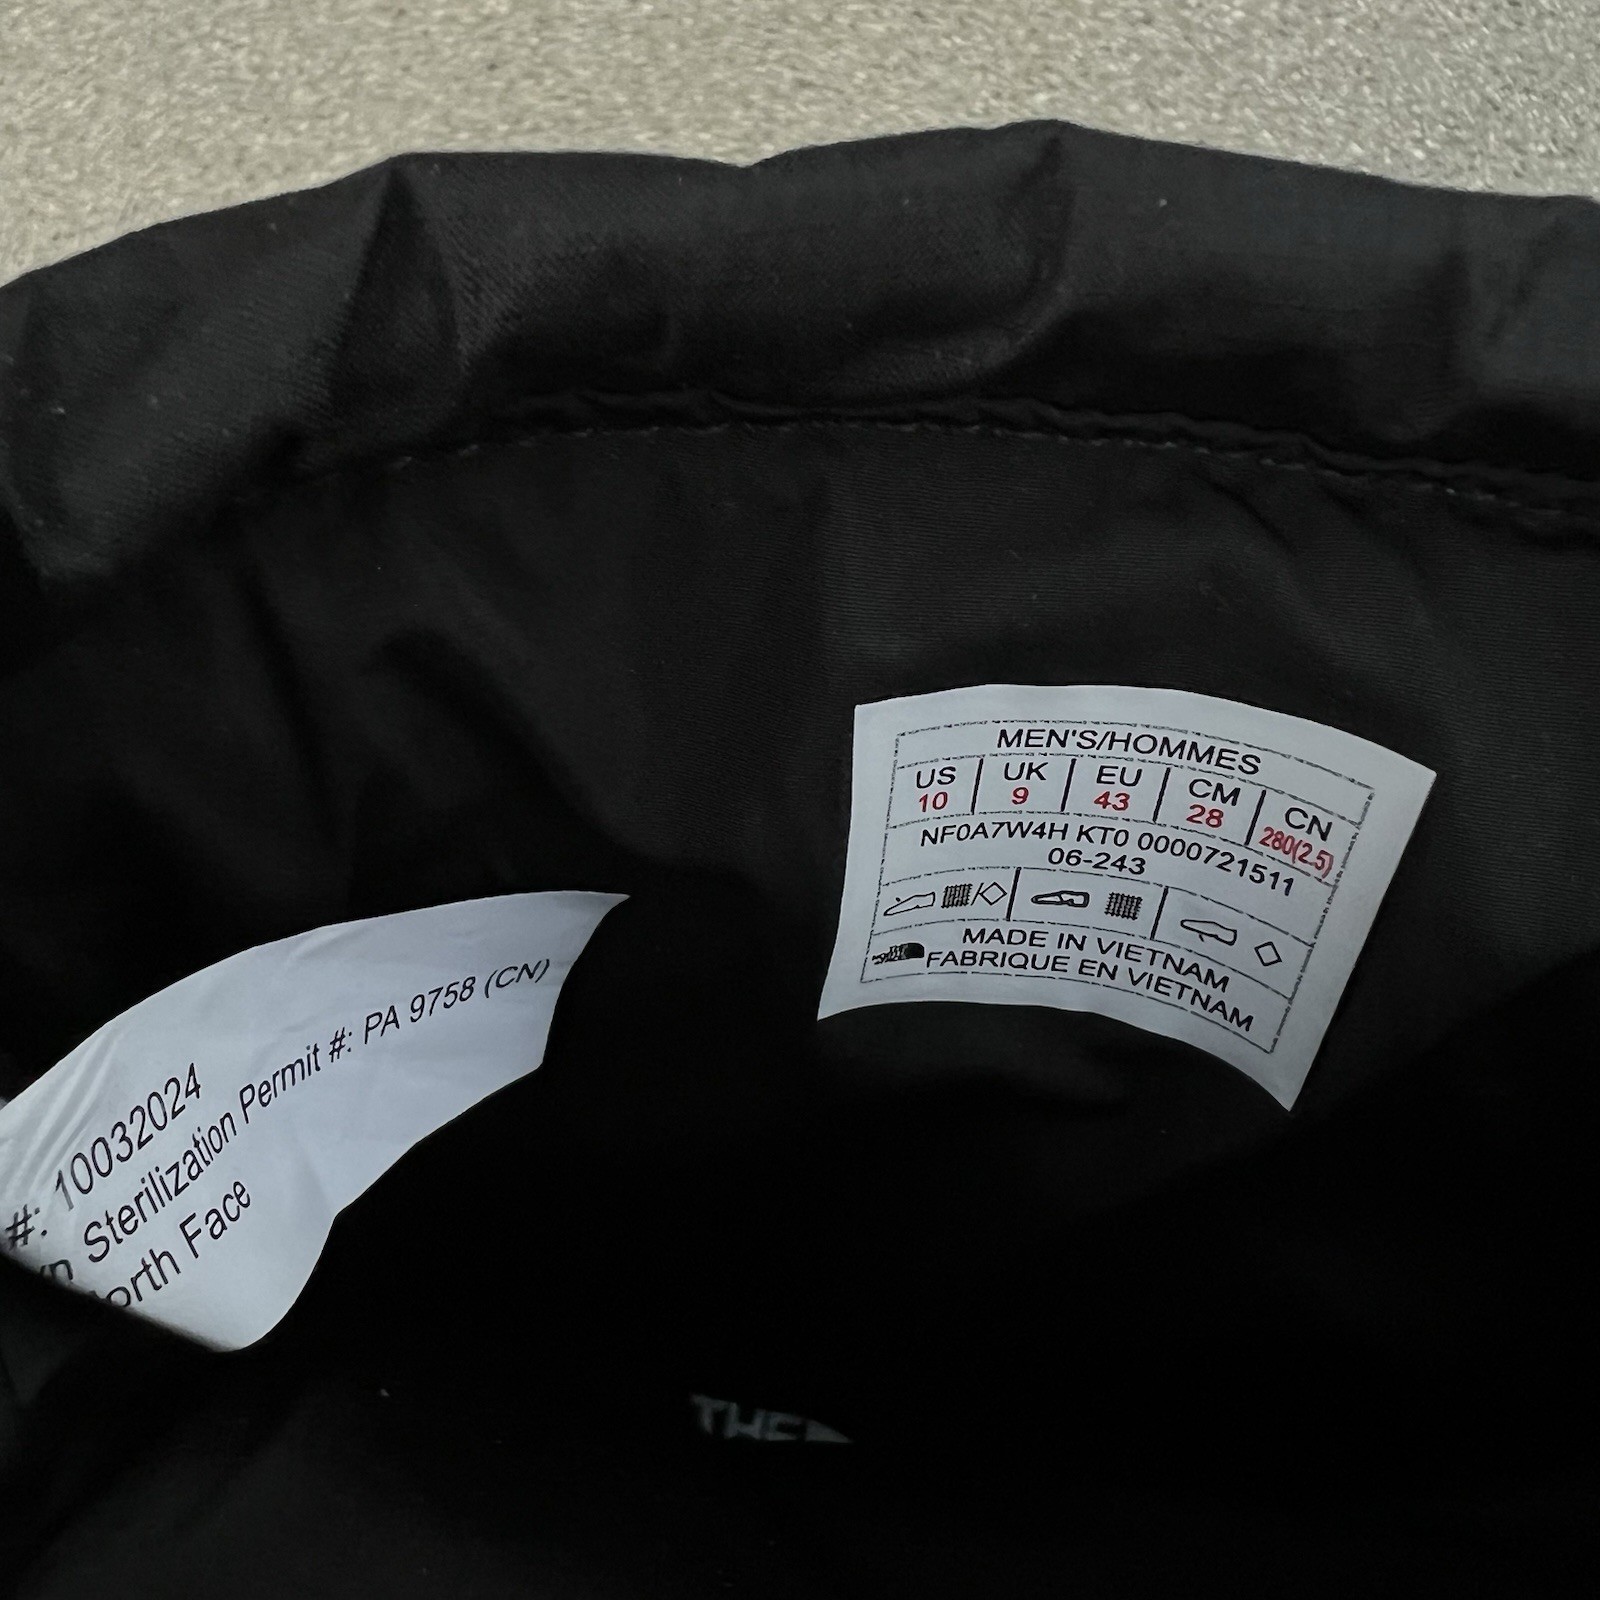 MEN'S/HOMMES
US UK EU CM CN
10 9 43 28 280(2.5)
NF0A7W4H KT0 0000721511
06-243
MADE IN VIETNAM
FABRIQUE EN VIETNAM
#: 10032024
Sterilization Permit #: PA 9758 (CN)
Face
THE